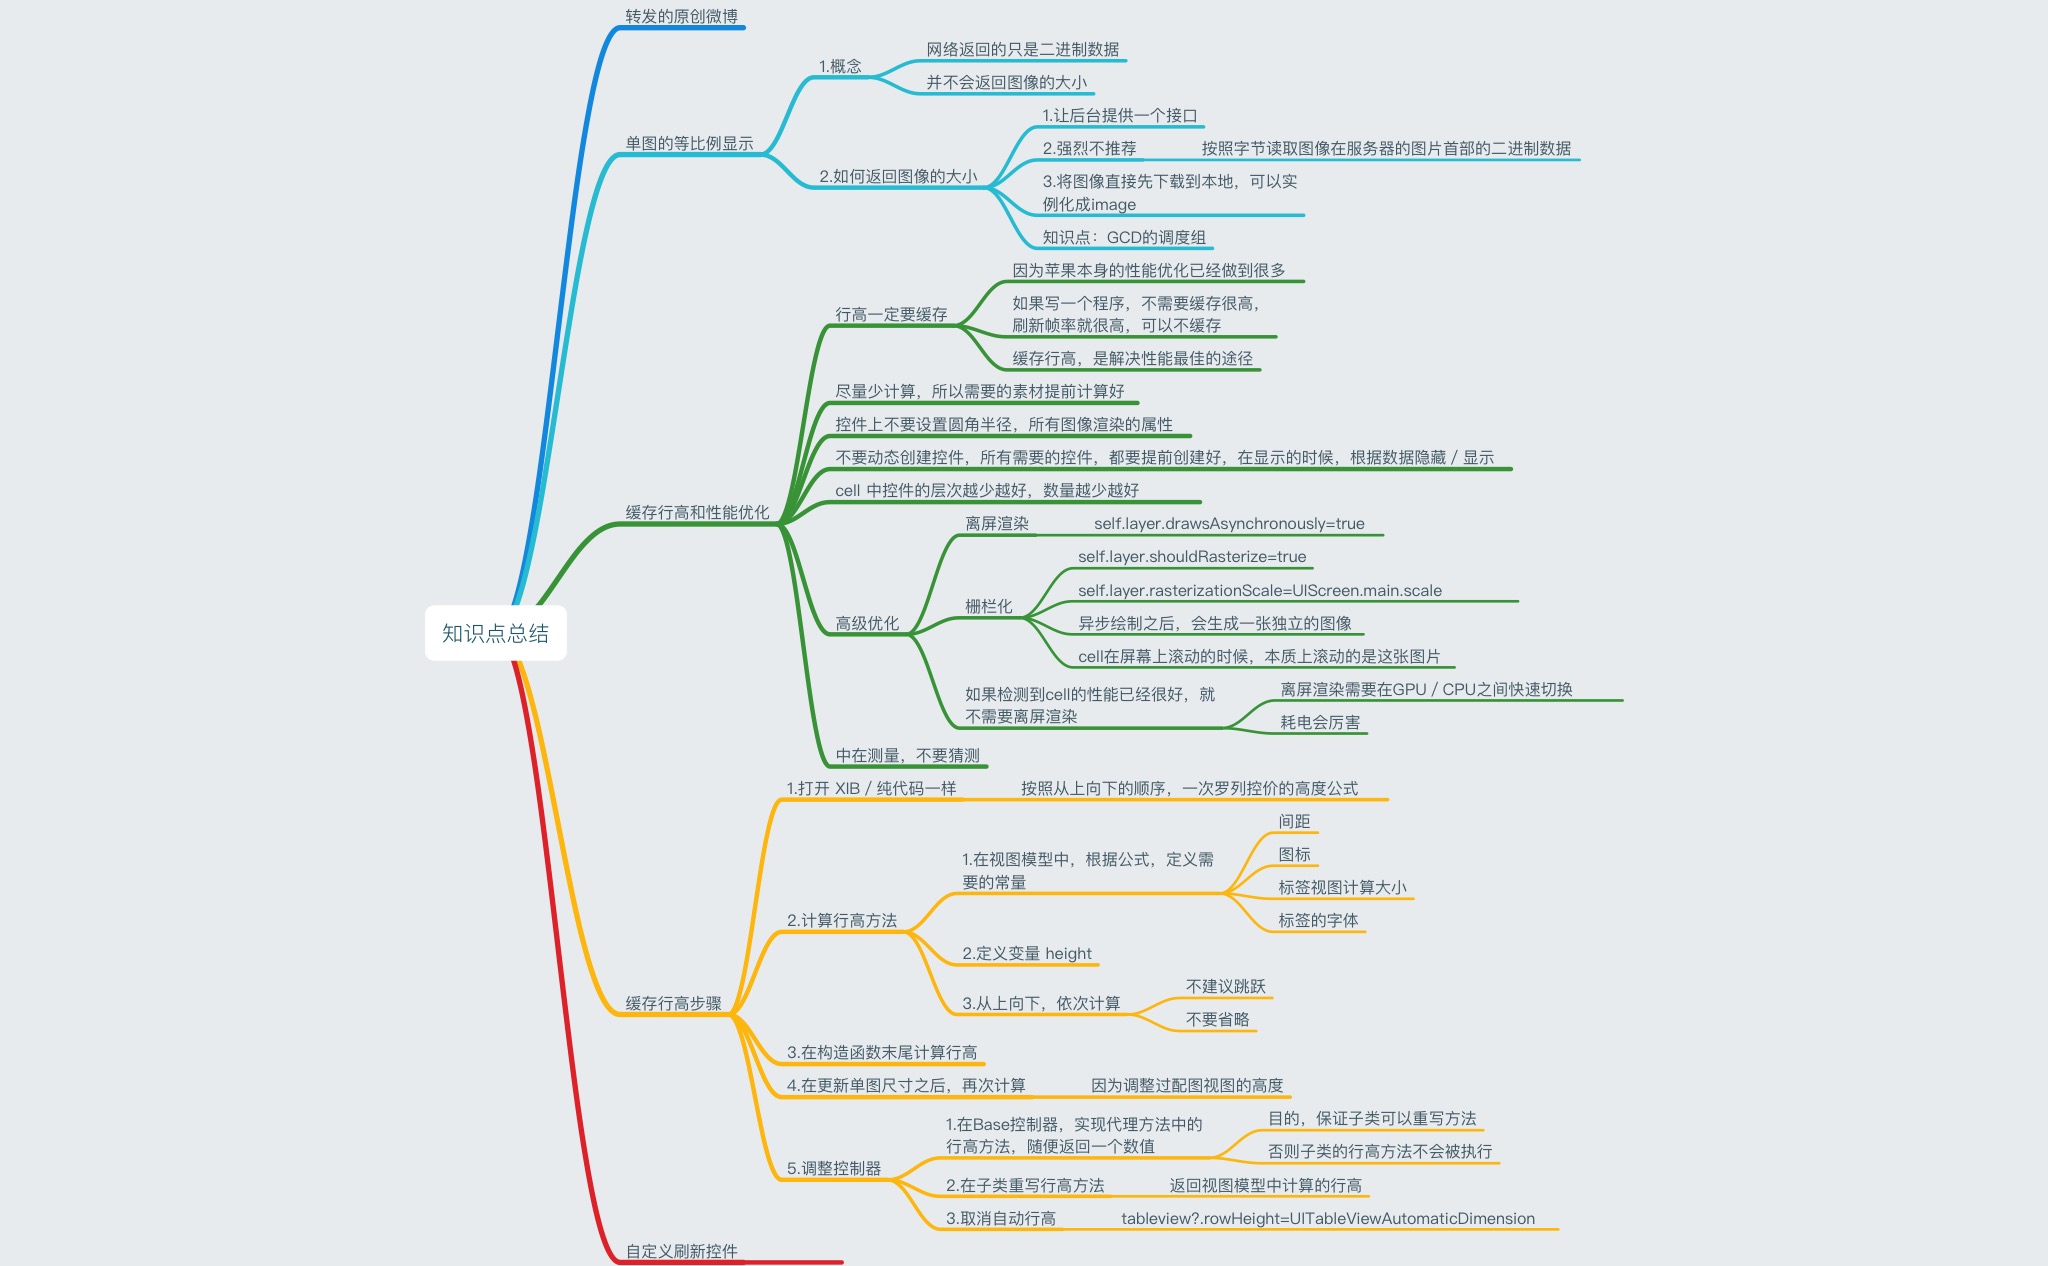 转发的原创微博
网络返回的只是二进制数据
1.概念
并不会返回图像的大小
1.让后台提供一个接口
单图的等比例显示
2.强烈不推荐
按照字节读取图像在服务器的图片首部的二进制数据
2.如何返回图像的大小
3.将图像直接先下载到本地，可以实
例化成image
知识点：GCD的调度组
因为苹果本身的性能优化已经做到很多
行高一定要缓存
如果写一个程序，不需要缓存很高，
刷新帧率就很高，可以不缓存
缓存行高，是解决性能最佳的途径
尽量少计算，所以需要的素材提前计算好
控件上不要设置圆角半径，所有图像渲染的属性
不要动态创建控件，所有需要的控件，都要提前创建好，在显示的时候，根据数据隐藏 / 显示
cell 中控件的层次越少越好，数量越少越好
缓存行高和性能优化
离屏渲染
self.layer.drawsAsynchronously=true
self.layer.shouldRasterize=true
self.layer.rasterizationScale=UIScreen.main.scale
栅栏化
高级优化
异步绘制之后，会生成一张独立的图像
cell在屏幕上滚动的时候，本质上滚动的是这张图片
知识点总结
如果检测到cell的性能已经很好，就
不需要离屏渲染
离屏渲染需要在GPU / CPU之间快速切换
耗电会厉害
中在测量，不要猜测
1.打开 XIB / 纯代码一样
按照从上向下的顺序，一次罗列控价的高度公式
间距
1.在视图模型中，根据公式，定义需
要的常量
图标
标签视图计算大小
标签的字体
2.计算行高方法
2.定义变量 height
3.从上向下，依次计算
不建议跳跃
不要省略
缓存行高步骤
3.在构造函数末尾计算行高
4.在更新单图尺寸之后，再次计算
因为调整过配图视图的高度
1.在Base控制器，实现代理方法中的
行高方法，随便返回一个数值
目的，保证子类可以重写方法
否则子类的行高方法不会被执行
5.调整控制器
2.在子类重写行高方法
返回视图模型中计算的行高
3.取消自动行高
tableview?.rowHeight=UITableViewAutomaticDimension
自定义刷新控件